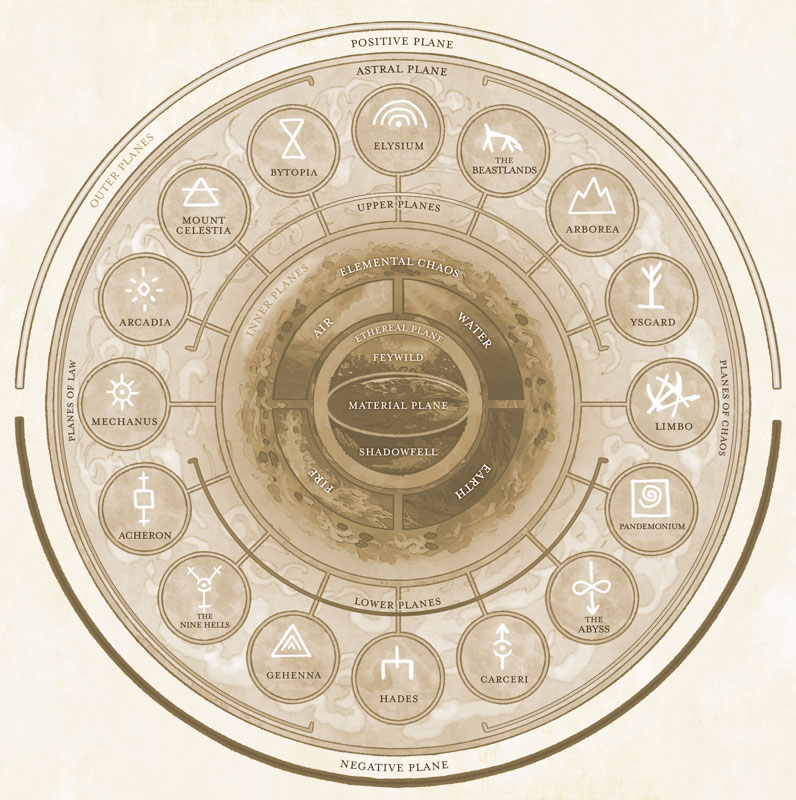 POSITIVE PLANE
ASTRAL PLANE
OUTER PLANES
ELYSIUM
BYTOPIA
THE
BEASTLANDS
MOUNT
CELESTIA
UPPER PLANES
ARBOREA
ELEMENTAL CHAOS
INNER PLANES
ARCADIA
AIR
WATER
YSGARD
ETHEREAL PLANE
FEYWILD
PLANES OF LAW
MECHANUS
MATERIAL PLANE
LIMBO
PLANES OF CHAOS
SHADOWFELL
FIRE
EARTH
ACHERON
PANDEMONIUM
THE
NINE HELLS
LOWER PLANES
THE
ABYSS
GEHENNA
HADES
CARCERI
NEGATIVE PLANE